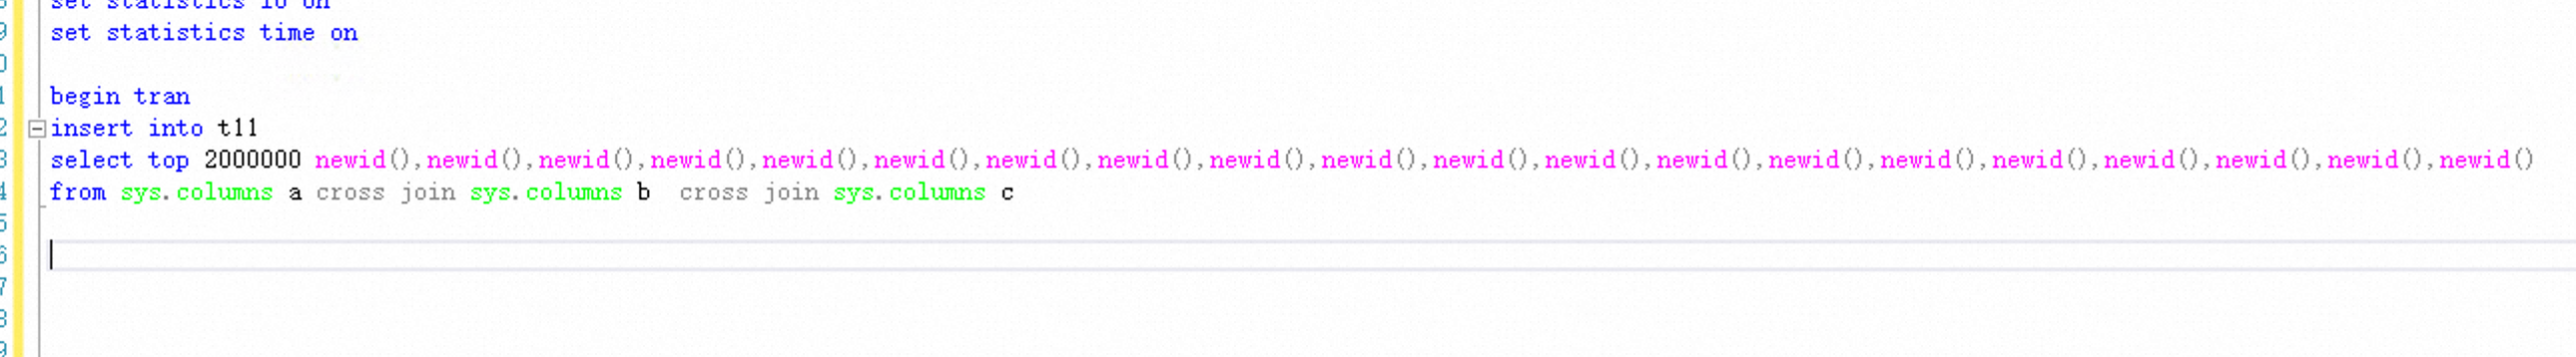 set statistics io on
set statistics time on
begin tran
insert into t11
select top 2000000 newid(),newid(),newid(),newid(),newid(),newid(),newid(),newid(),newid(),newid(),newid(),newid(),newid(),newid(),newid(),newid(),newid(),newid(),newid(),newid()
from sys.columns a cross join sys.columns b  cross join sys.columns c